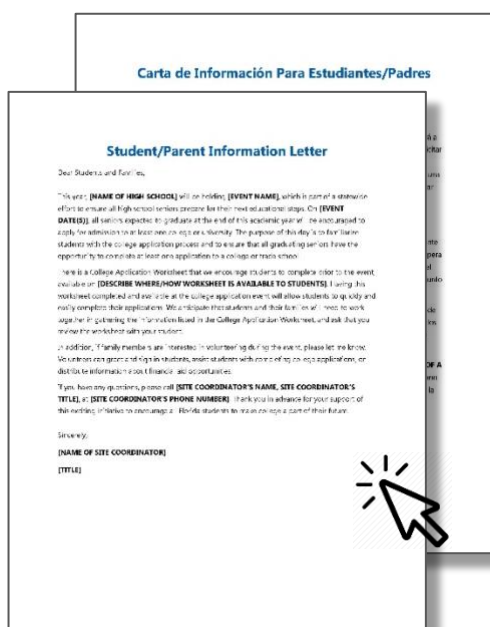 Carta de Información Para Estudiantes/Padres
Student/Parent Information Letter
Dear Students and Families,
This year, [NAME OF HIGH SCHOOL] will be holding [EVENT NAME], which is part of a statewide
effort to ensure all high school seniors prepare for their next educational steps. On [EVENT
DATE(S)], all seniors expected to graduate at the end of this academic year will be encouraged to
apply for admission to at least one college or university. The purpose of this day is to familiarize
students with the college application process and to ensure that all graduating seniors have the
opportunity to complete at least one application to a college or trade school.
There is a College Application Worksheet that we encourage students to complete prior to the event,
available on [DESCRIBE WHERE/HOW WORKSHEET IS AVAILABLE TO STUDENTS]. Having this
worksheet completed and available at the college application event will allow students to quickly and
easily complete their applications. We anticipate that students and their families will need to work
together in gathering the information listed in the College Application Worksheet, and ask that you
review the worksheet with your student.
In addition, if family members are interested in volunteering during the event, please let me know.
Volunteers can greet and sign in students, assist students with completing college applications, or
distribute information about financial aid opportunities.
If you have any questions, please call [SITE COORDINATOR'S NAME, SITE COORDINATOR'S
TITLE], at [SITE COORDINATOR'S PHONE NUMBER]. Thank you in advance for your support of
this exciting initiative to encourage all Florida students to make college a part of their future.
Sincerely,
[NAME OF SITE COORDINATOR]
[TITLE]